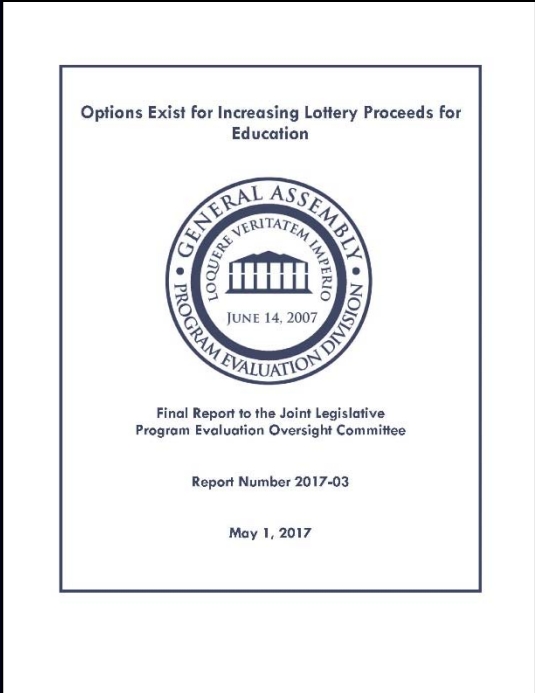 Options Exist for Increasing Lottery Proceeds for
Education
GENERAL ASSEMBLY
LOQUERE VERITATEM IMPERIO
JUNE 14, 2007
PROGRAM EVALUATION DIVISION
Final Report to the Joint Legislative
Program Evaluation Oversight Committee
Report Number 2017-03
May 1, 2017